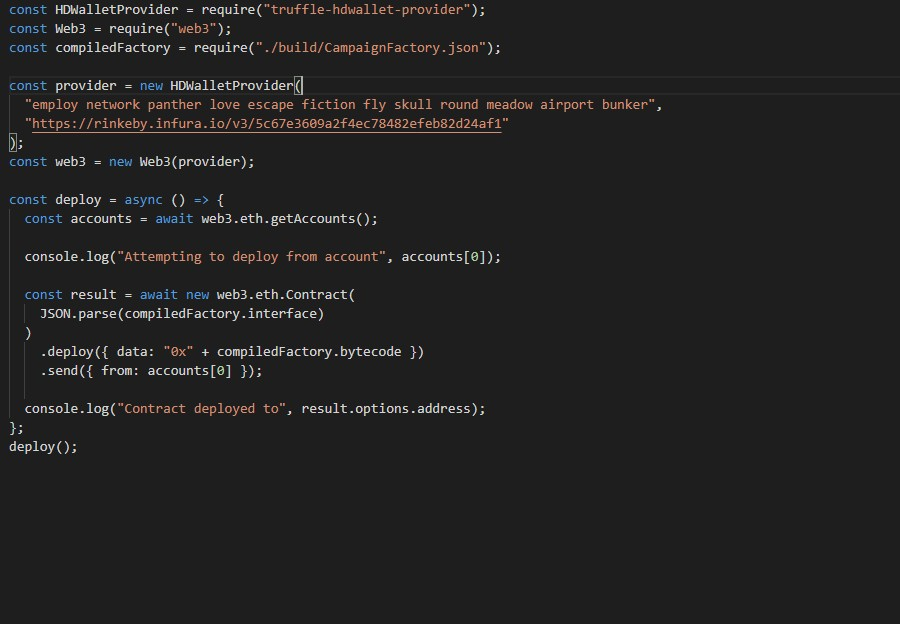 const HDWalletProvider = require("truffle-hdwallet-provider");
const Web3 = require("web3");
const compiledFactory = require("./build/CampaignFactory.json");
const provider = new HDWalletProvider(
"employ network panther love escape fiction fly skull round meadow airport bunker",
"https://rinkeby.infura.io/v3/5c67e3609a2f4ec78482efeb82d24af1"
);
const web3 = new Web3(provider);
const deploy = async () => {
const accounts = await web3.eth.getAccounts();
console.log("Attempting to deploy from account", accounts[0]);
const result = await new web3.eth.Contract(
JSON.parse(compiledFactory.interface)
)
.deploy({ data: "0x" + compiledFactory.bytecode })
.send({ from: accounts[0] });
console.log("Contract deployed to", result.options.address);
};
deploy();